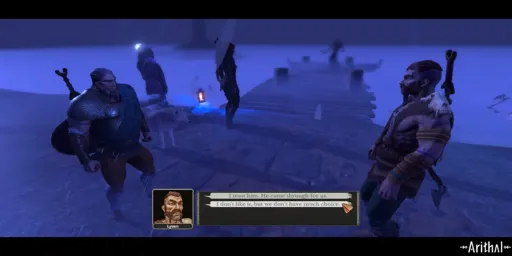 I trust him. He came through for us.
I don't like it, but we don't have much choice.
Arithal